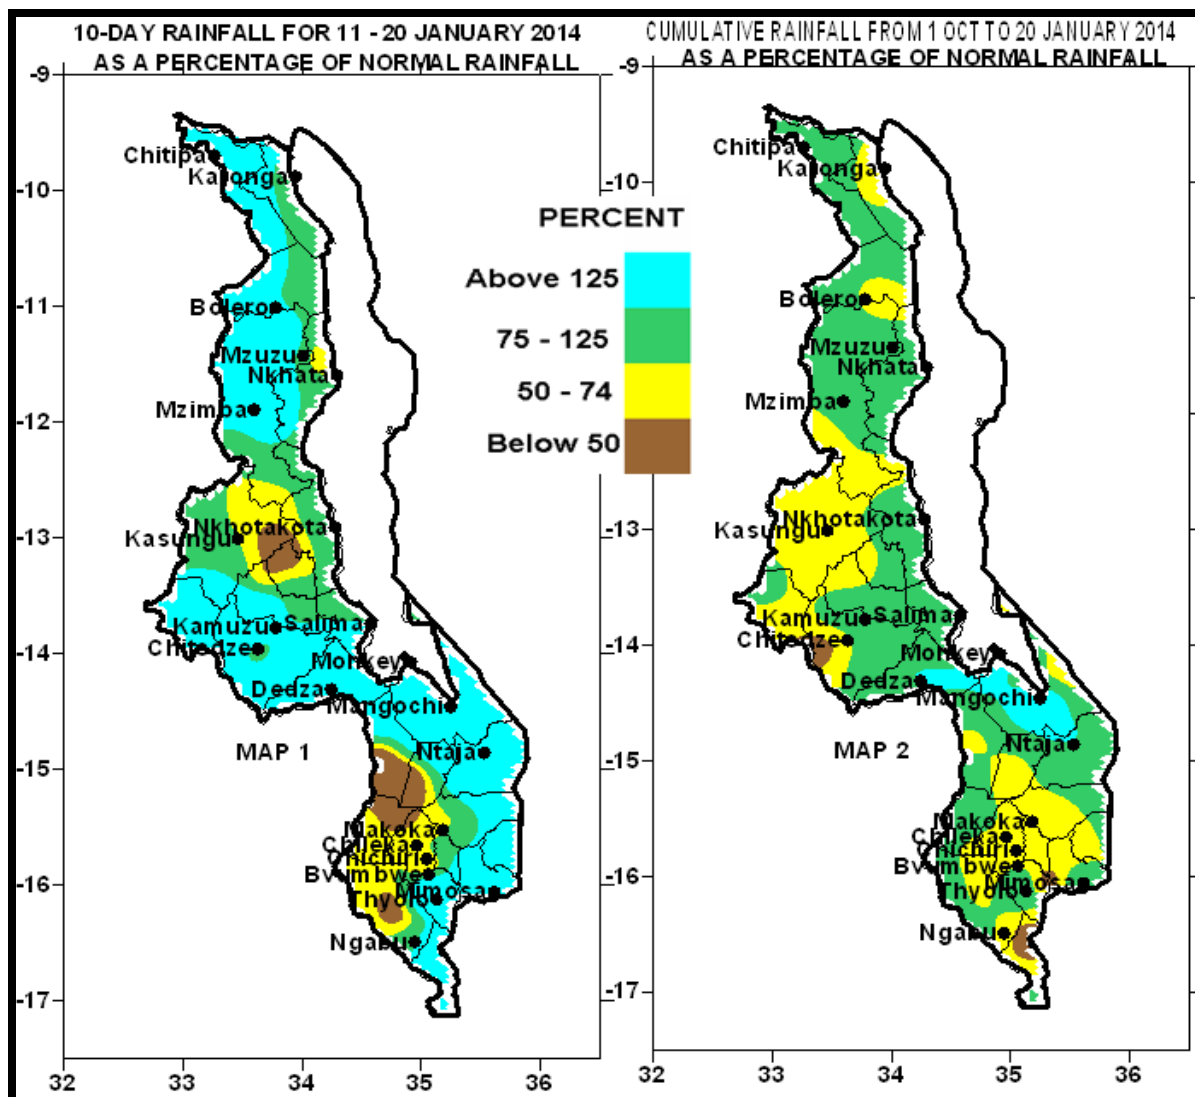 10-DAY RAINFALL FOR 11 - 20 JANUARY 2014
AS A PERCENTAGE OF NORMAL RAINFALL
-9
-10
-11
-12
-13
-14
-15
-16
-17
32 33 34 35 36
Chitipa
Karonga
Bolero
Mzuzu
Nkhata
Mzimba
Nkhotakota
Kasungu
Kamuzu
Salima
Chitedze
Monkey
Dedza
Mangochi
MAP 1
Ntaja
Makoka
Chileka
Chichiri
Bvumbwe
Mimosa
Thyolo
Ngabu
PERCENT
Above 125
75 - 125
50 - 74
Below 50
CUMULATIVE RAINFALL FROM 1 OCT TO 20 JANUARY 2014
AS A PERCENTAGE OF NORMAL RAINFALL
-9
-10
-11
-12
-13
-14
-15
-16
-17
32 33 34 35 36
Chitipa
Karonga
Bolero
Mzuzu
Nkhata
Mzimba
Nkhotakota
Kasungu
Salima
Kamuzu
Chitedze
Monkey
Dedza
Mangochi
MAP 2
Ntaja
Makoka
Chileka
Chichiri
Bvumbwe
Mimosa
Thyolo
Ngabu